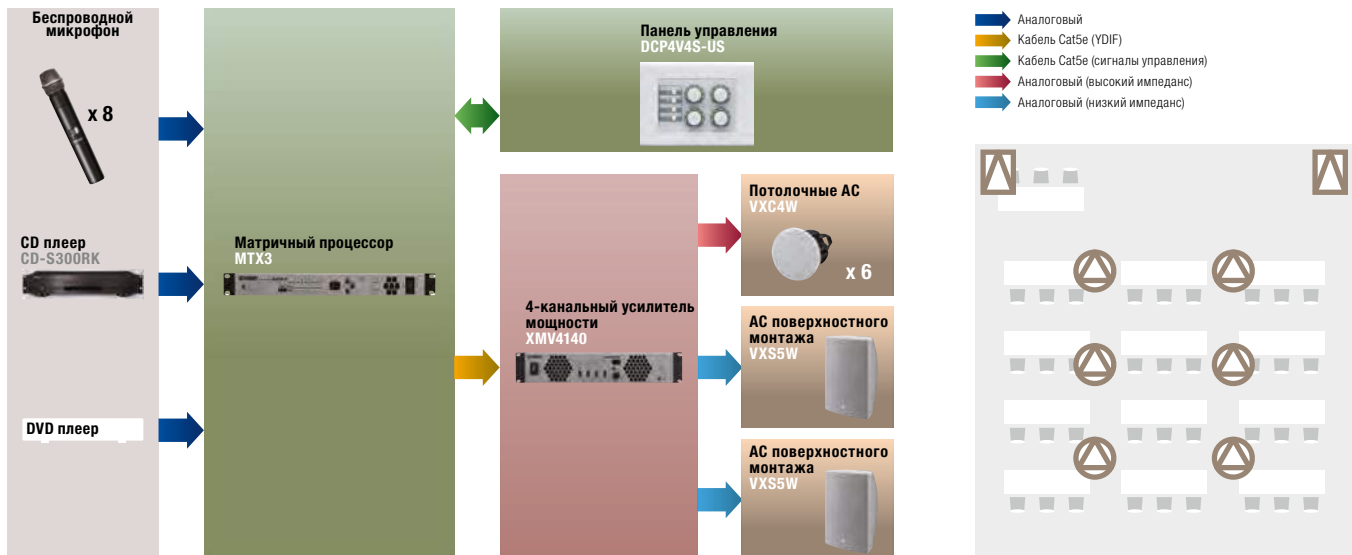 Беспроводной
микрофон
x 8
CD плеер
CD-S300RK
DVD плеер
Матричный процессор
MTX3
Панель управления
DCP4V4S-US
4-канальный усилитель
мощности
XMV4140
Потолочные АС
VXC4W
x 6
АС поверхностного
монтажа
VXS5W
АС поверхностного
монтажа
VXS5W
Аналоговый
Кабель Cat5e (YDIF)
Кабель Cat5e (сигналы управления)
Аналоговый (высокий импеданс)
Аналоговый (низкий импеданс)